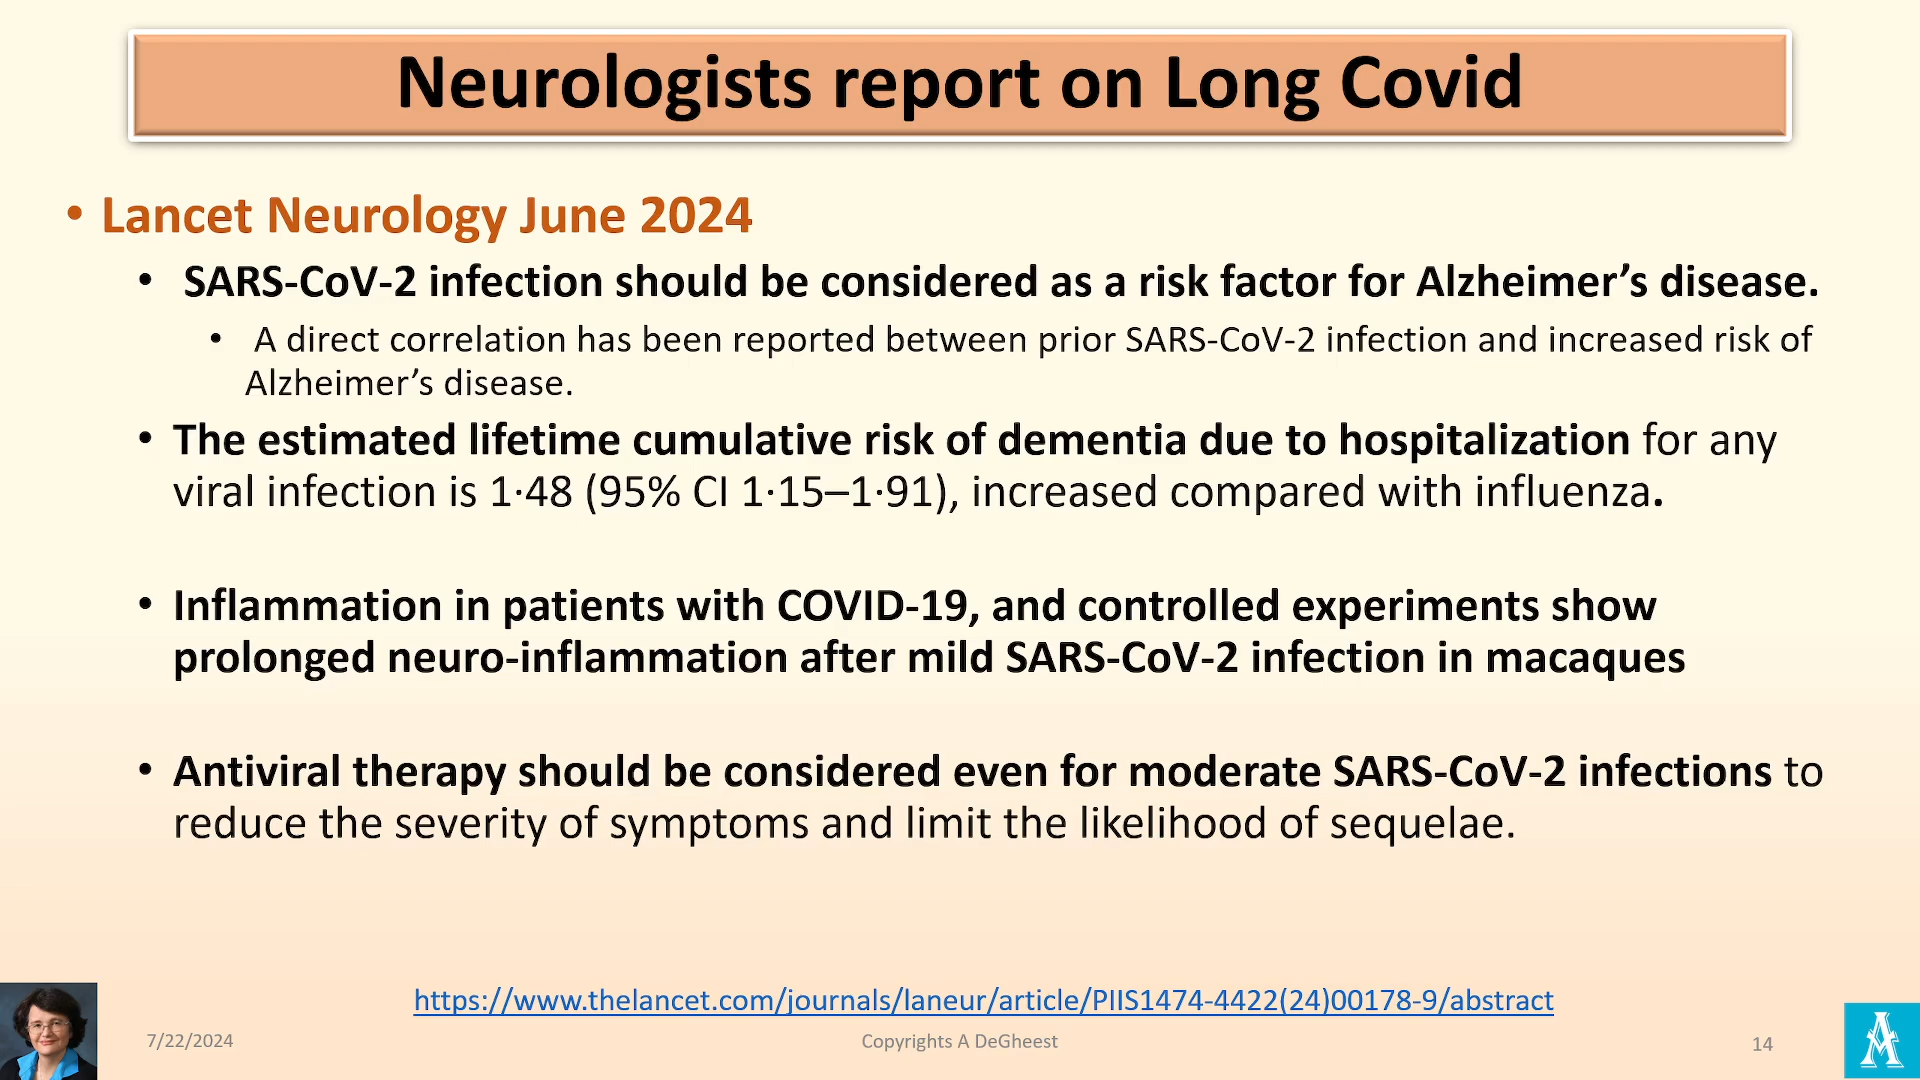 Neurologists report on Long Covid
• Lancet Neurology June 2024
• SARS-CoV-2 infection should be considered as a risk factor for Alzheimer’s disease.
• A direct correlation has been reported between prior SARS-CoV-2 infection and increased risk of
Alzheimer’s disease.
• The estimated lifetime cumulative risk of dementia due to hospitalization for any
viral infection is 1·48 (95% CI 1·15–1·91), increased compared with influenza.
• Inflammation in patients with COVID-19, and controlled experiments show
prolonged neuro-inflammation after mild SARS-CoV-2 infection in macaques
• Antiviral therapy should be considered even for moderate SARS-CoV-2 infections to
reduce the severity of symptoms and limit the likelihood of sequelae.
https://www.thelancet.com/journals/laneur/article/PIIS1474-4422(24)00178-9/abstract
7/22/2024
Copyrights A DeGheest
14
A